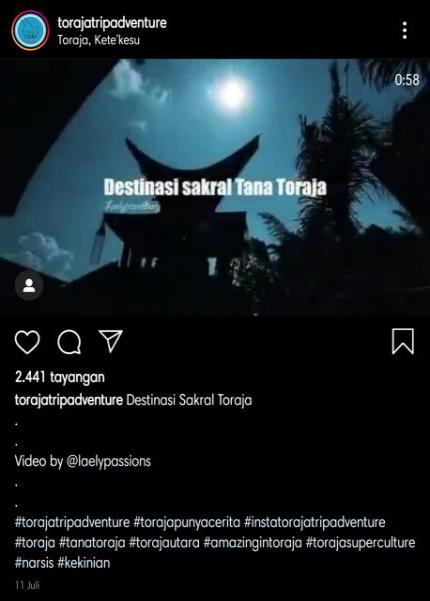 torajatripadventure
Toraja, Kete'kesu
0:58
Destinasi sakral Tana Toraja
2.441 tayangan
torajatripadventure Destinasi Sakral Toraja
.
.
Video by @laelypassions
.
.
#torajatripadventure #torajapunyacerita #instatorajatripadventure
#toraja #tanatoraja #torajautara #amazingintoraja #torajasuperculture
#narsis #kekinian
11 Juli